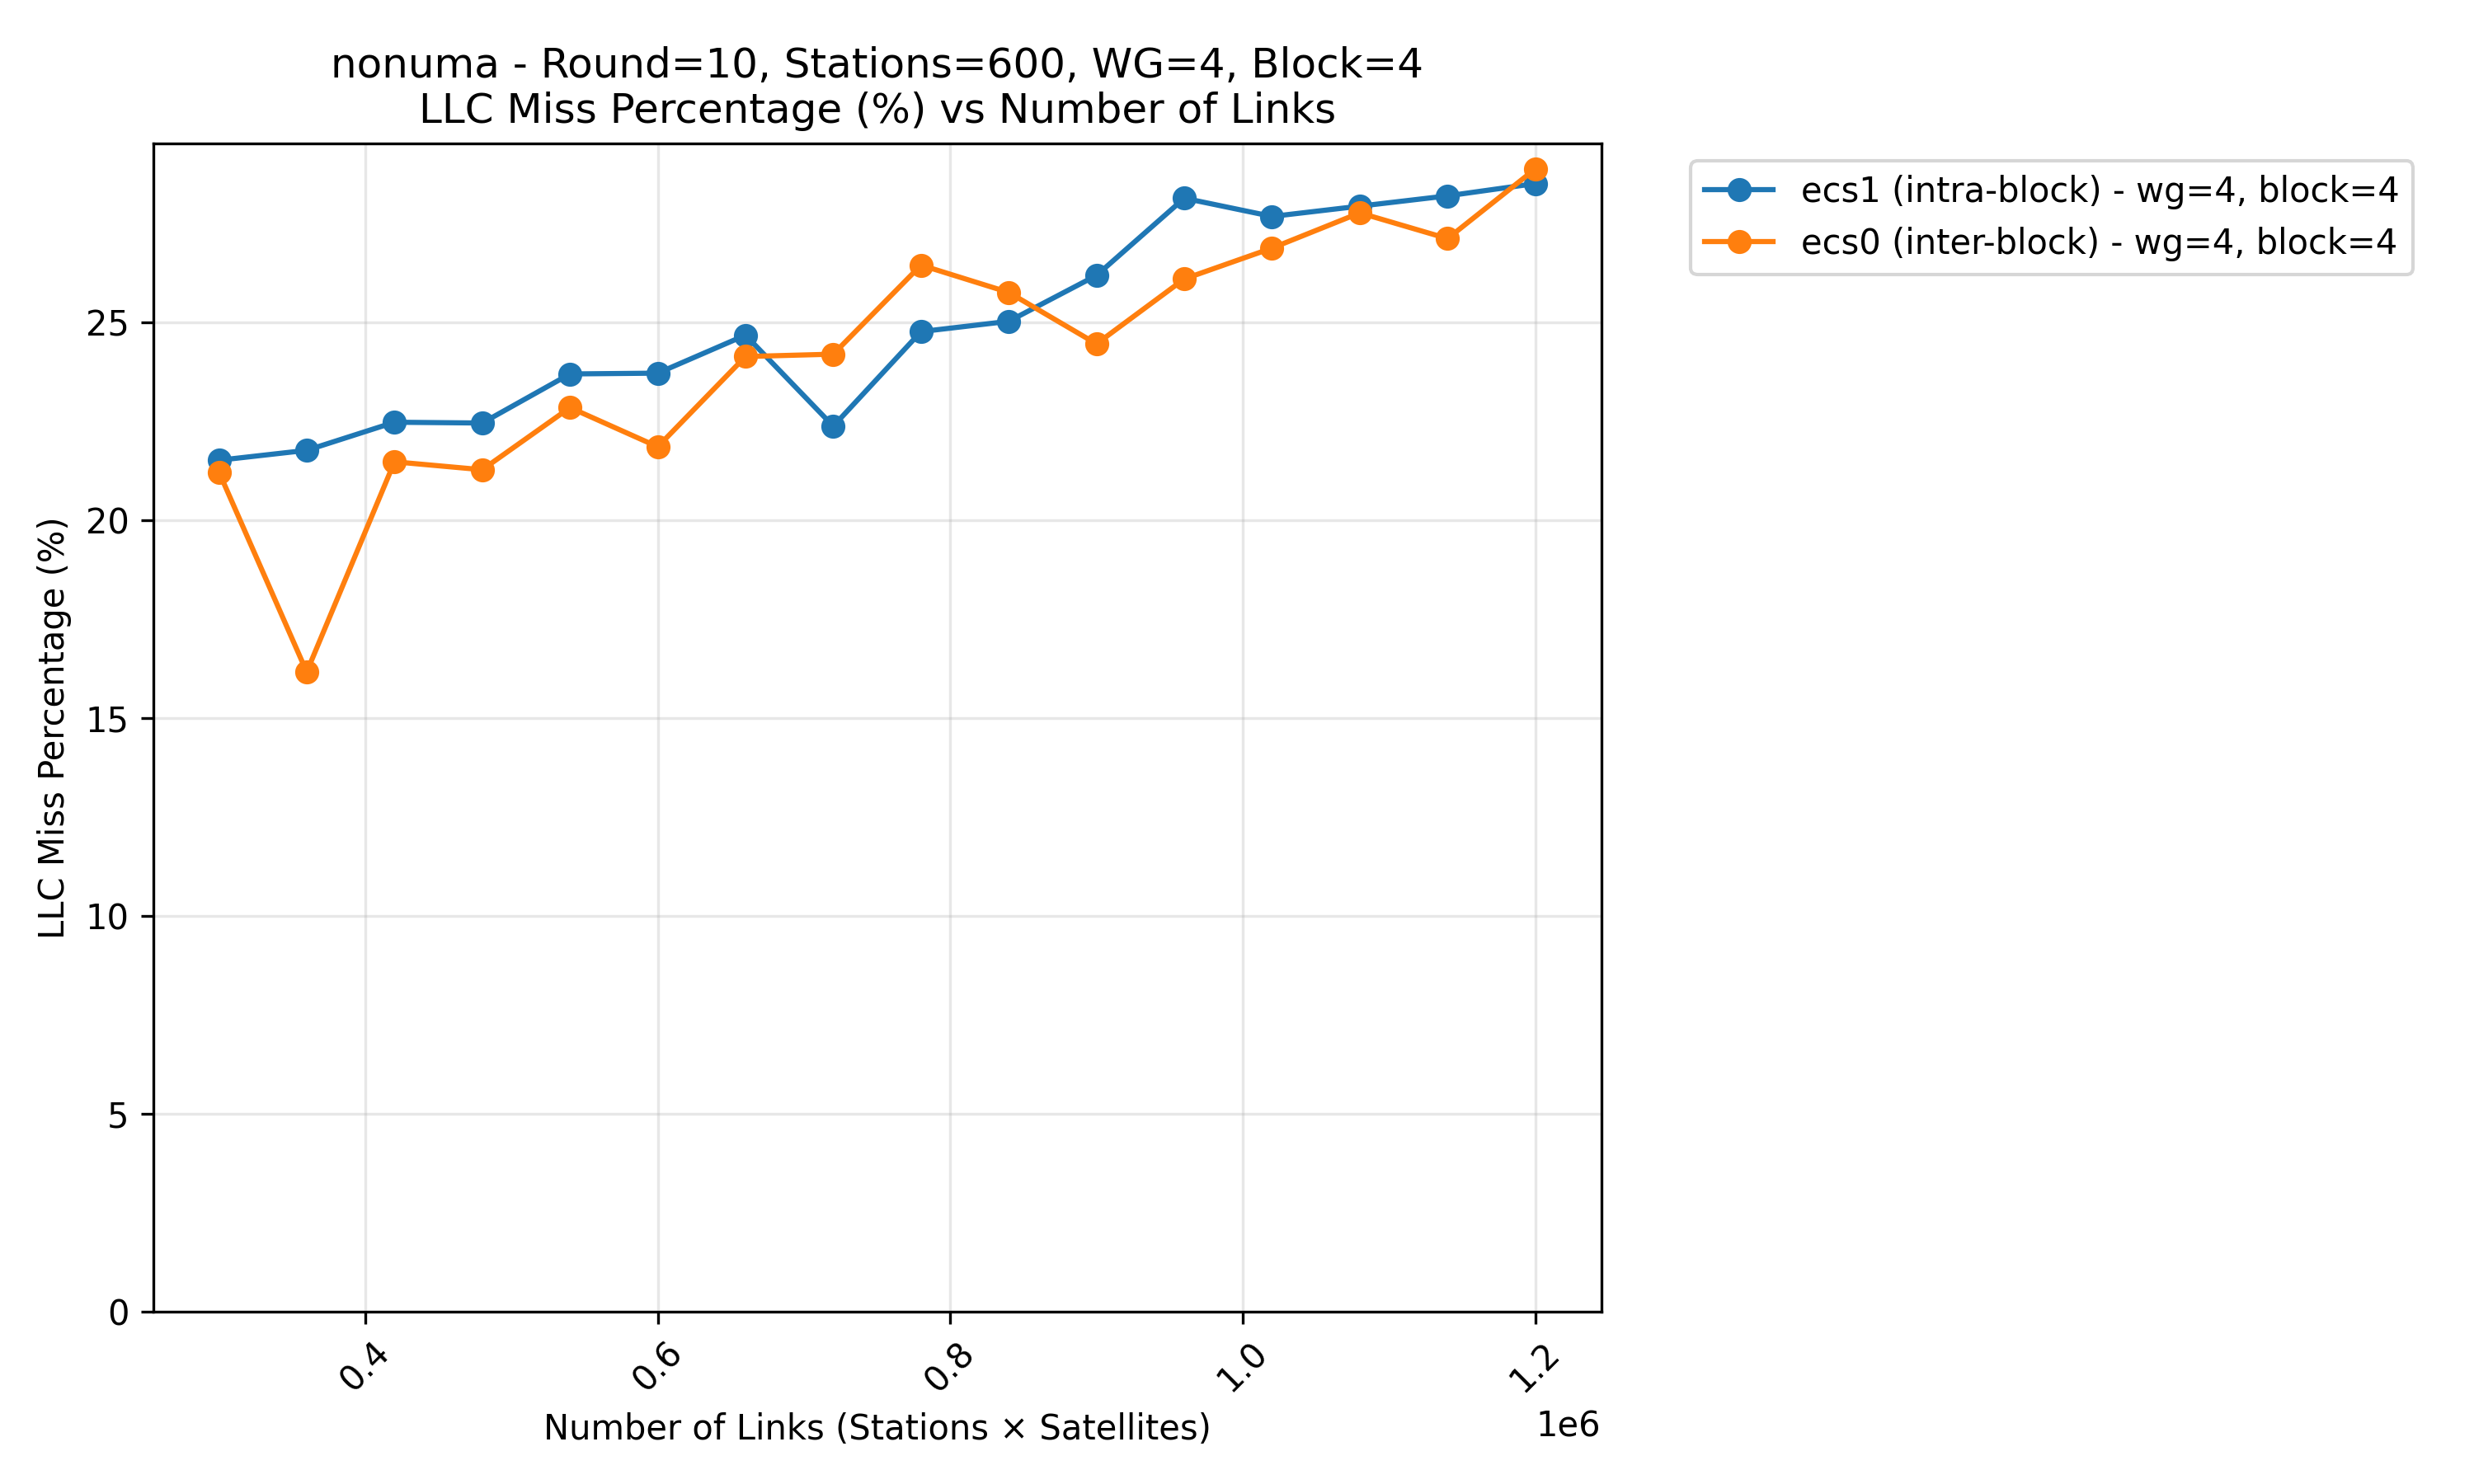 nonuma - Round=10, Stations=600, WG=4, Block=4
LLC Miss Percentage (%) vs Number of Links
ecs1 (intra-block) - wg=4, block=4
ecs0 (inter-block) - wg=4, block=4
LLC Miss Percentage (%)
25
20
15
10
5
0
0.4
0.6
0.8
1.0
1.2
Number of Links (Stations × Satellites)
1e6